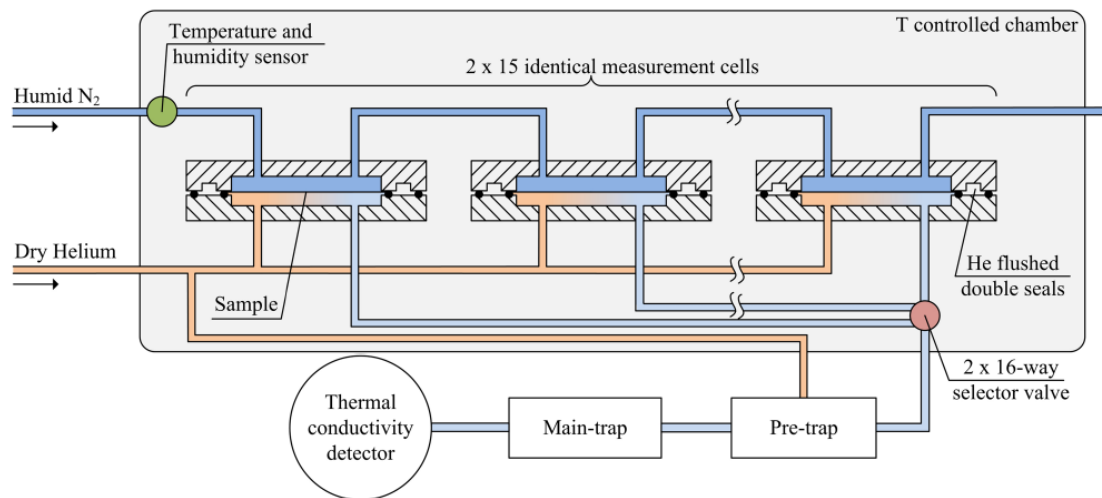 T controlled chamber
Temperature and
humidity sensor
2 x 15 identical measurement cells
Humid N₂
Dry Helium
Sample
He flushed
double seals
2 x 16-way
selector valve
Thermal
conductivity
detector
Main-trap
Pre-trap